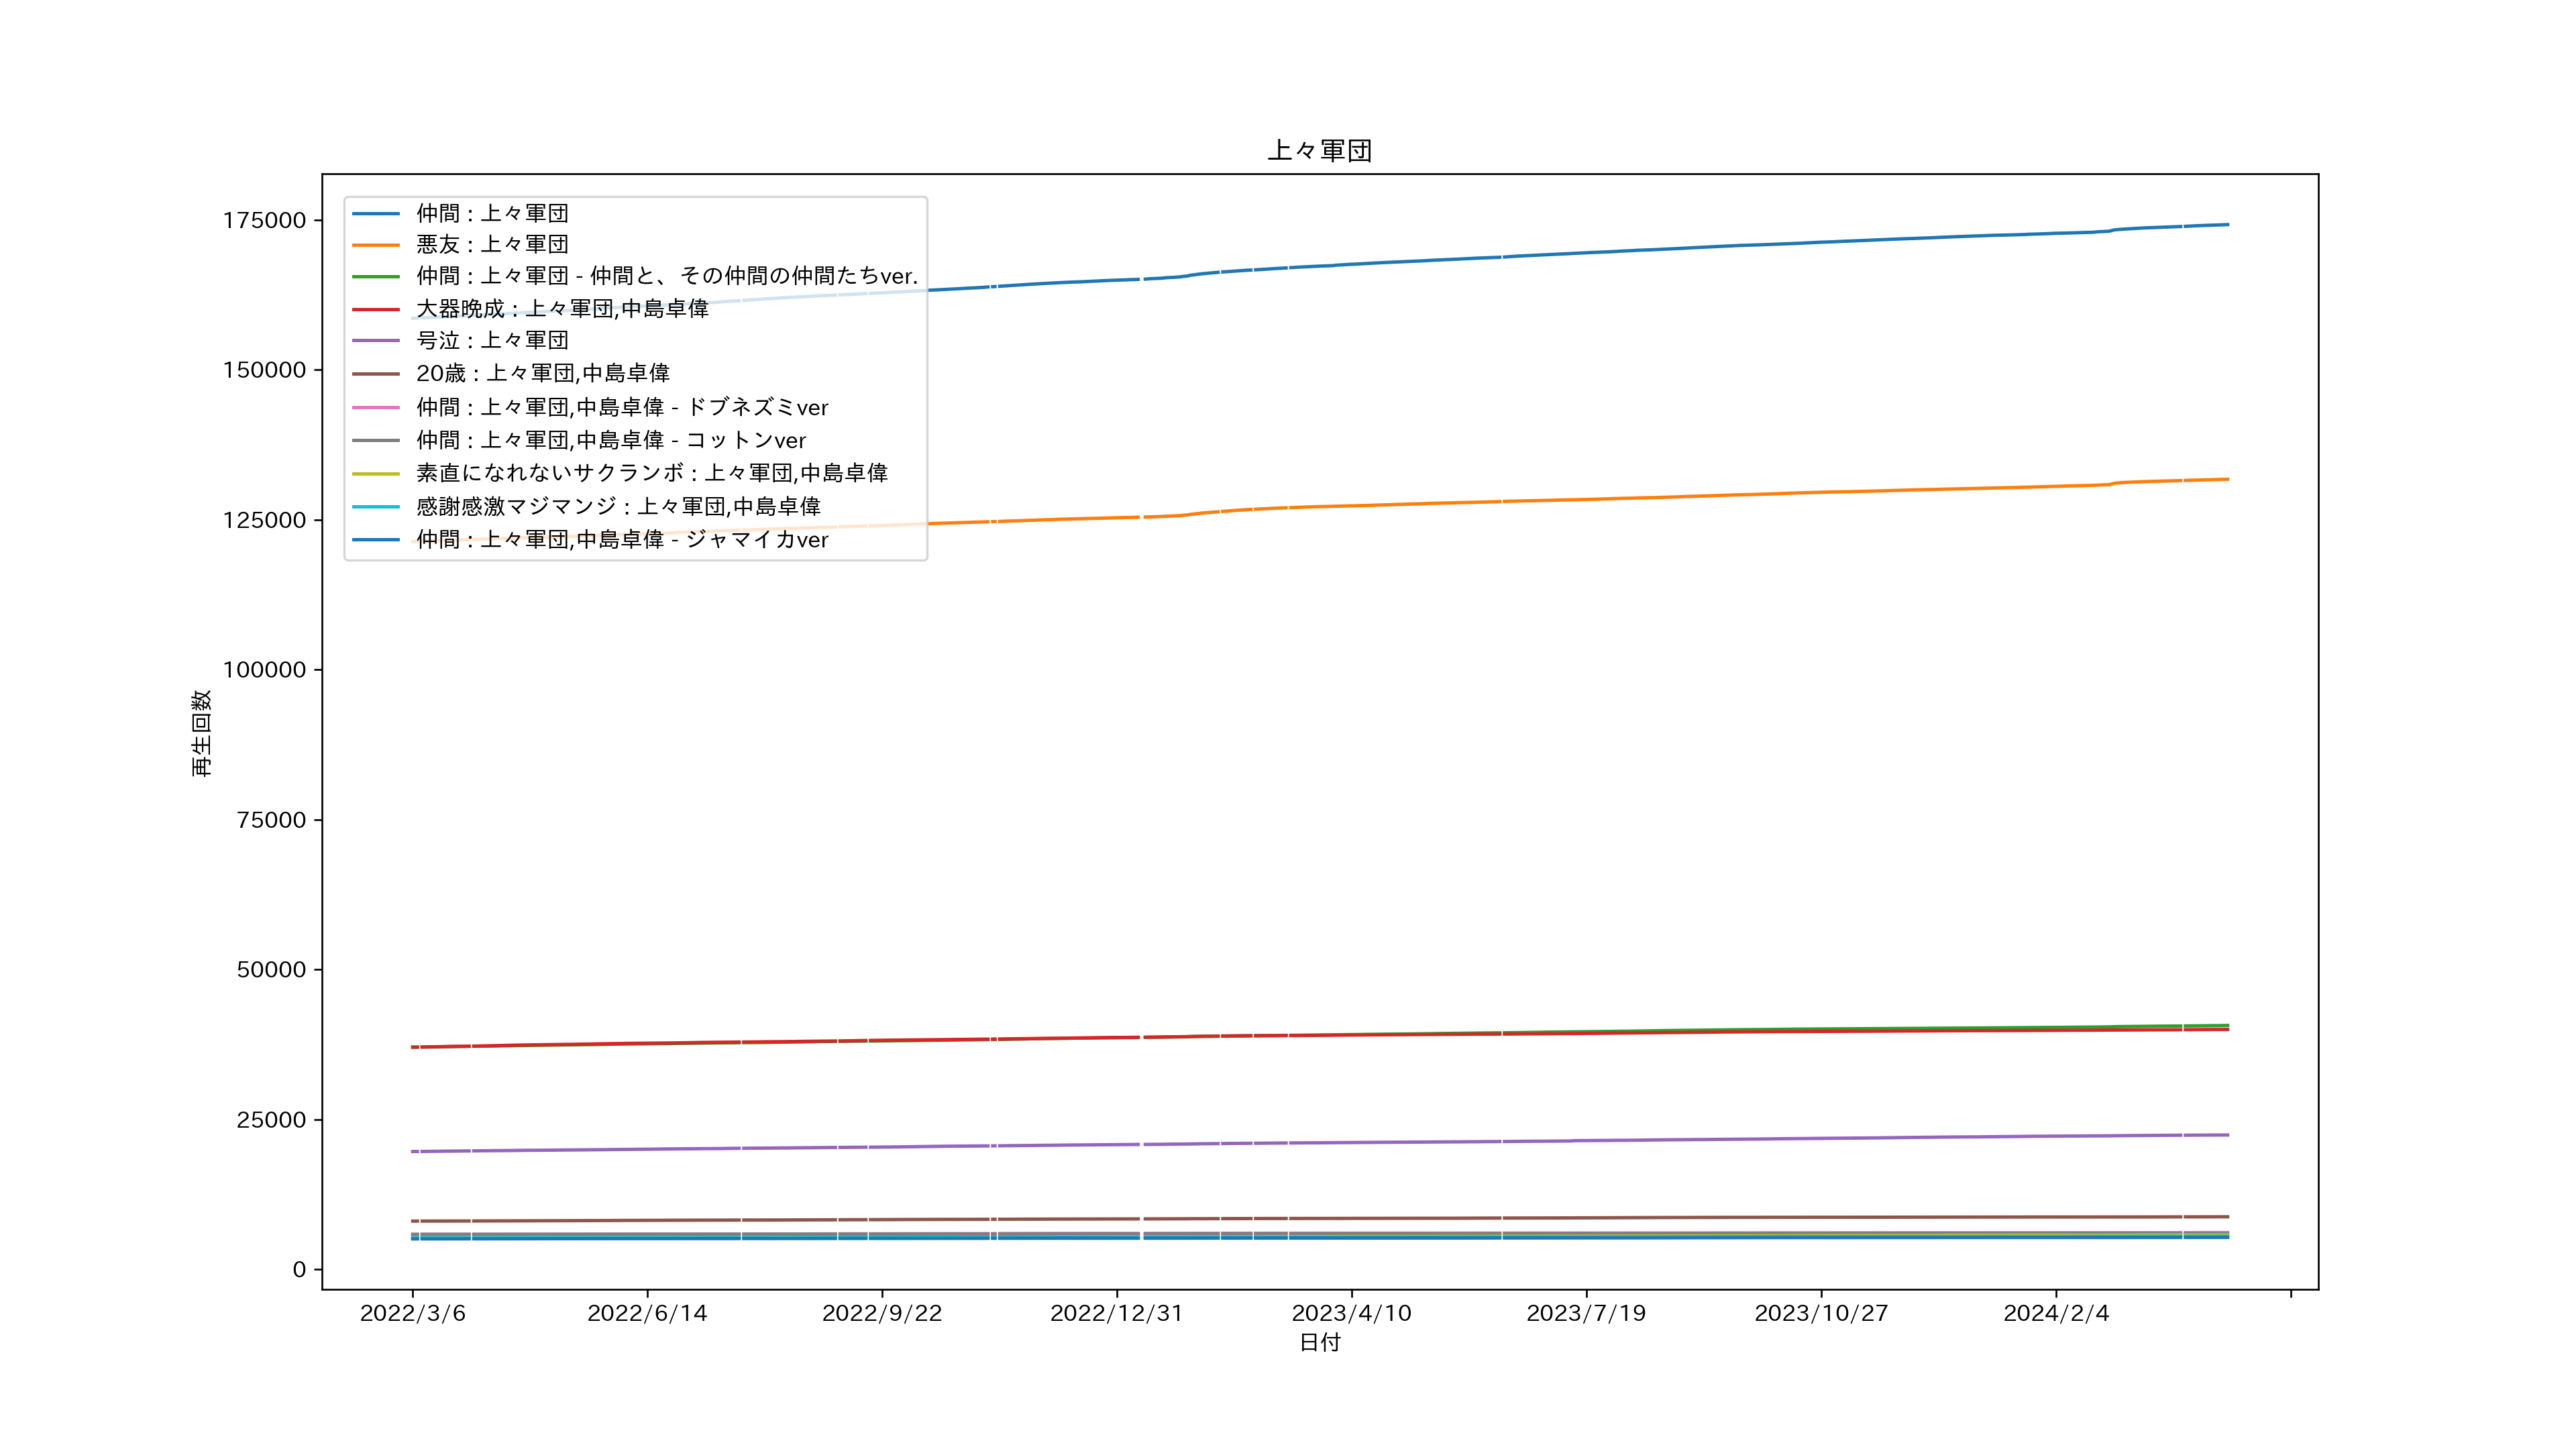 上々軍団
仲間 : 上々軍団
悪友 : 上々軍団
仲間 : 上々軍団 - 仲間と、その仲間の仲間たちver.
大器晩成 : 上々軍団,中島卓偉
号泣 : 上々軍団
20歳 : 上々軍団,中島卓偉
仲間 : 上々軍団,中島卓偉 - ドブネズミver
仲間 : 上々軍団,中島卓偉 - コットンver
素直になれないサクランボ : 上々軍団,中島卓偉
感謝感激マジマンジ : 上々軍団,中島卓偉
仲間 : 上々軍団,中島卓偉 - ジャマイカver
175000
150000
125000
100000
75000
50000
25000
0
再生回数
2022/3/6 2022/6/14 2022/9/22 2022/12/31 2023/4/10 2023/7/19 2023/10/27 2024/2/4
日付